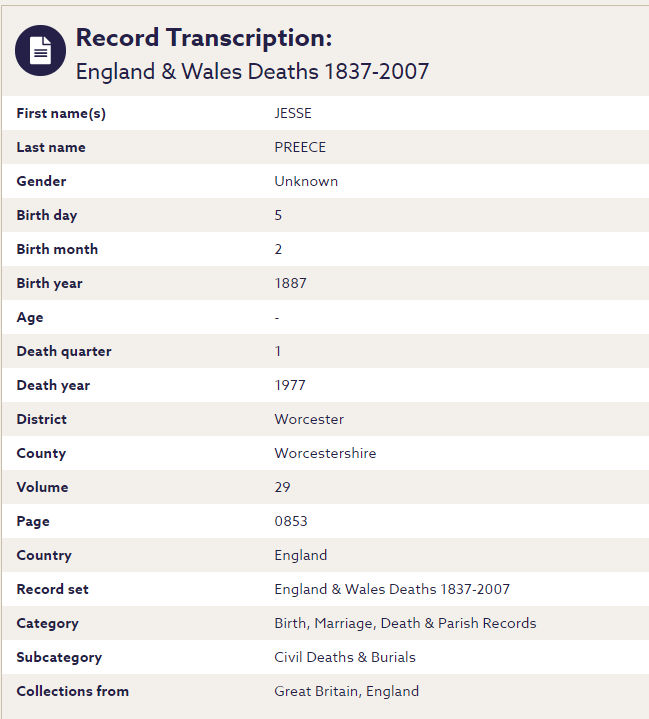 Record Transcription:
England & Wales Deaths 1837-2007
First name(s) JESSE
Last name PREECE
Gender Unknown
Birth day 5
Birth month 2
Birth year 1887
Age -
Death quarter 1
Death year 1977
District Worcester
County Worcestershire
Volume 29
Page 0853
Country England
Record set England & Wales Deaths 1837-2007
Category Birth, Marriage, Death & Parish Records
Subcategory Civil Deaths & Burials
Collections from Great Britain, England